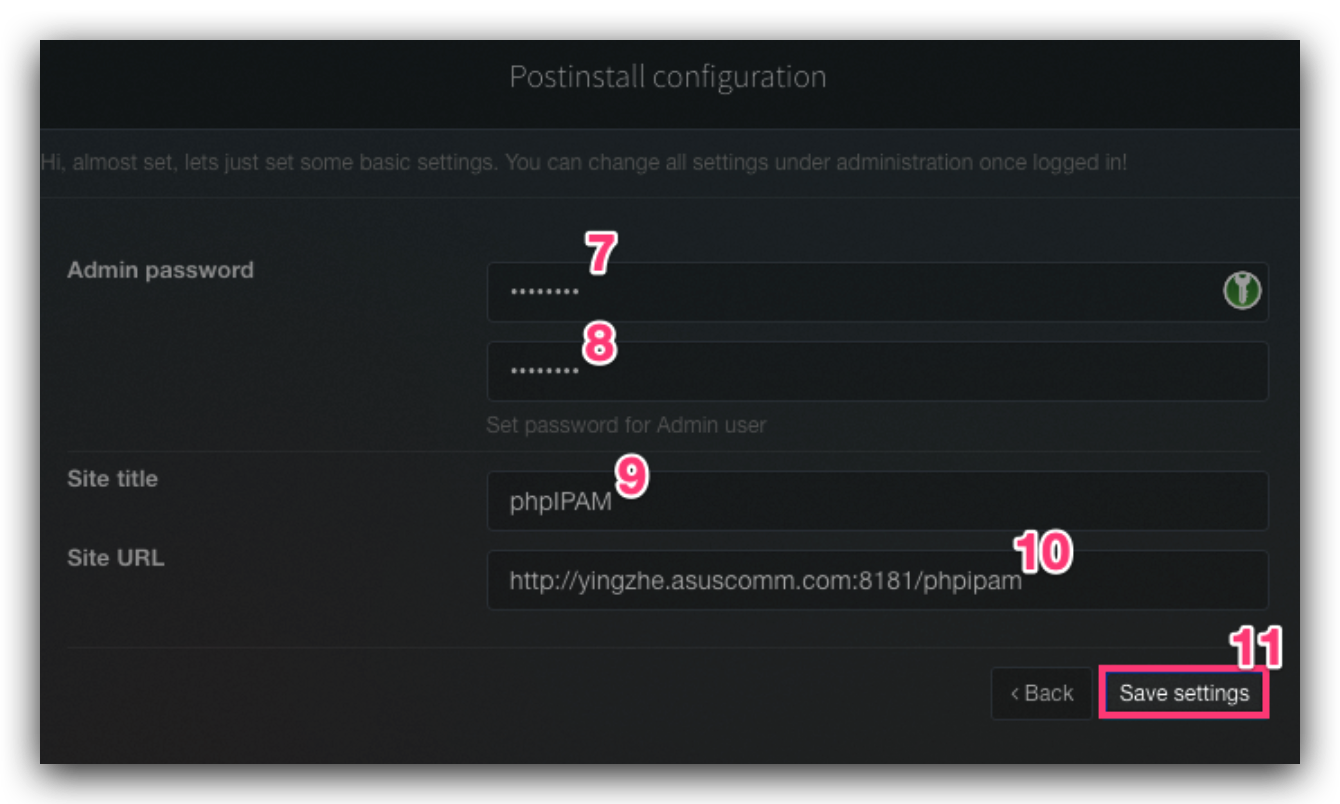 Postinstall configuration
Hi, almost set, lets just set some basic settings. You can change all settings under administration once logged in!
7
Admin password
••••••••
8
••••••••
Set password for Admin user
9
Site title
phpIPAM
10
Site URL
http://yingzhe.asuscomm.com:8181/phpipam
11
< Back
Save settings